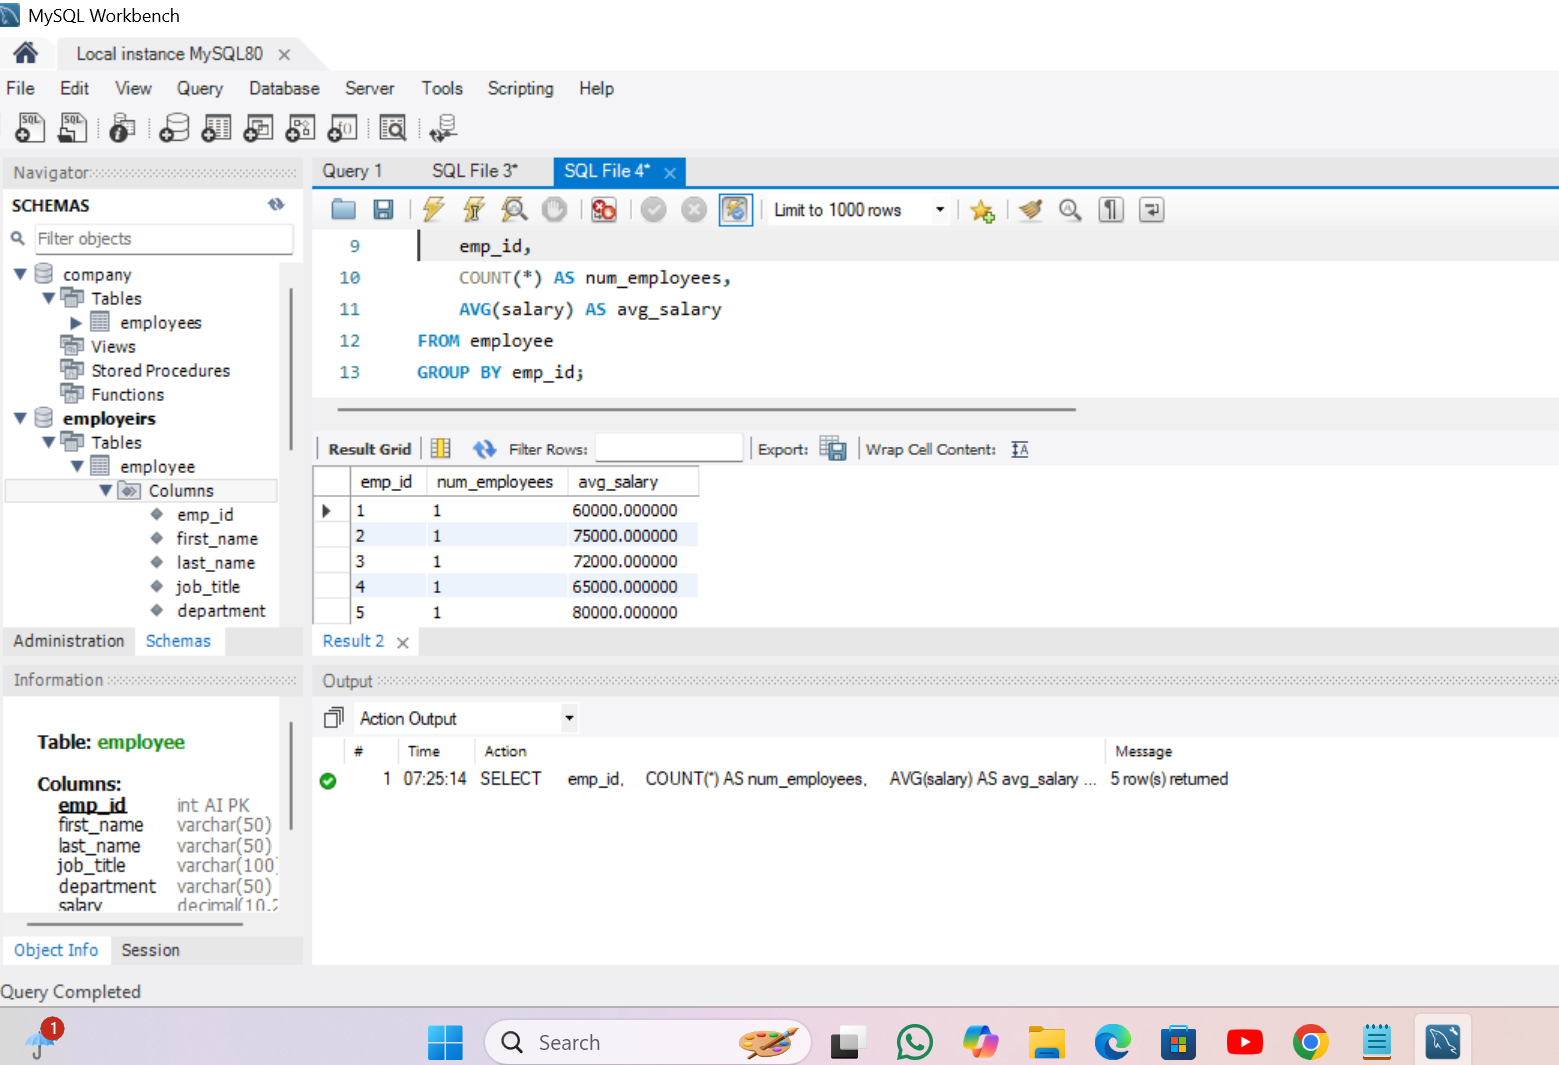 MySQL Workbench
Local instance MySQL80
File Edit View Query Database Server Tools Scripting Help
Navigator
SCHEMAS
Filter objects
company
Tables
employees
Views
Stored Procedures
Functions
employeirs
Tables
employee
Columns
emp_id
first_name
last_name
job_title
department
Administration Schemas
Information
Table: employee
Columns:
emp_id int AI PK
first_name varchar(50)
last_name varchar(50)
job_title varchar(100)
department varchar(50)
salary decimal(10,2
Object Info Session
Query 1 SQL File 3* SQL File 4*
Limit to 1000 rows
9 emp_id,
10 COUNT(*) AS num_employees,
11 AVG(salary) AS avg_salary
12 FROM employee
13 GROUP BY emp_id;
Result Grid Filter Rows: Export: Wrap Cell Content:
emp_id num_employees avg_salary
1 1 60000.000000
2 1 75000.000000
3 1 72000.000000
4 1 65000.000000
5 1 80000.000000
Result 2
Output
Action Output
# Time Action Message
1 07:25:14 SELECT emp_id, COUNT(*) AS num_employees, AVG(salary) AS avg_salary ... 5 row(s) returned
Query Completed
1
Search